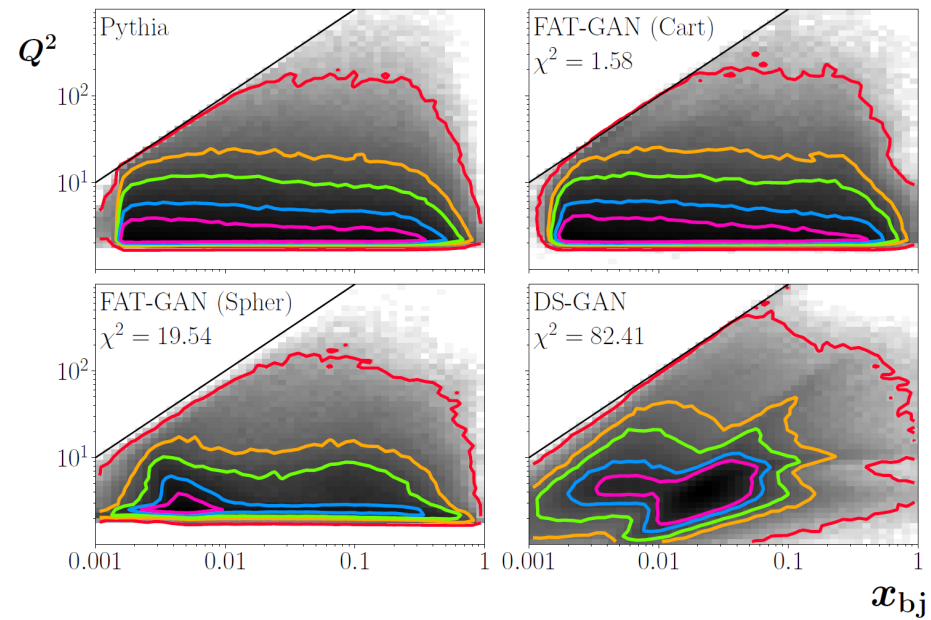 Q²
Pythia
10²
10¹
FAT-GAN (Cart)
χ² = 1.58
FAT-GAN (Spher)
χ² = 19.54
10²
10¹
0.001
0.01
0.1
1
DS-GAN
χ² = 82.41
0.001
0.01
0.1
1
x_bj